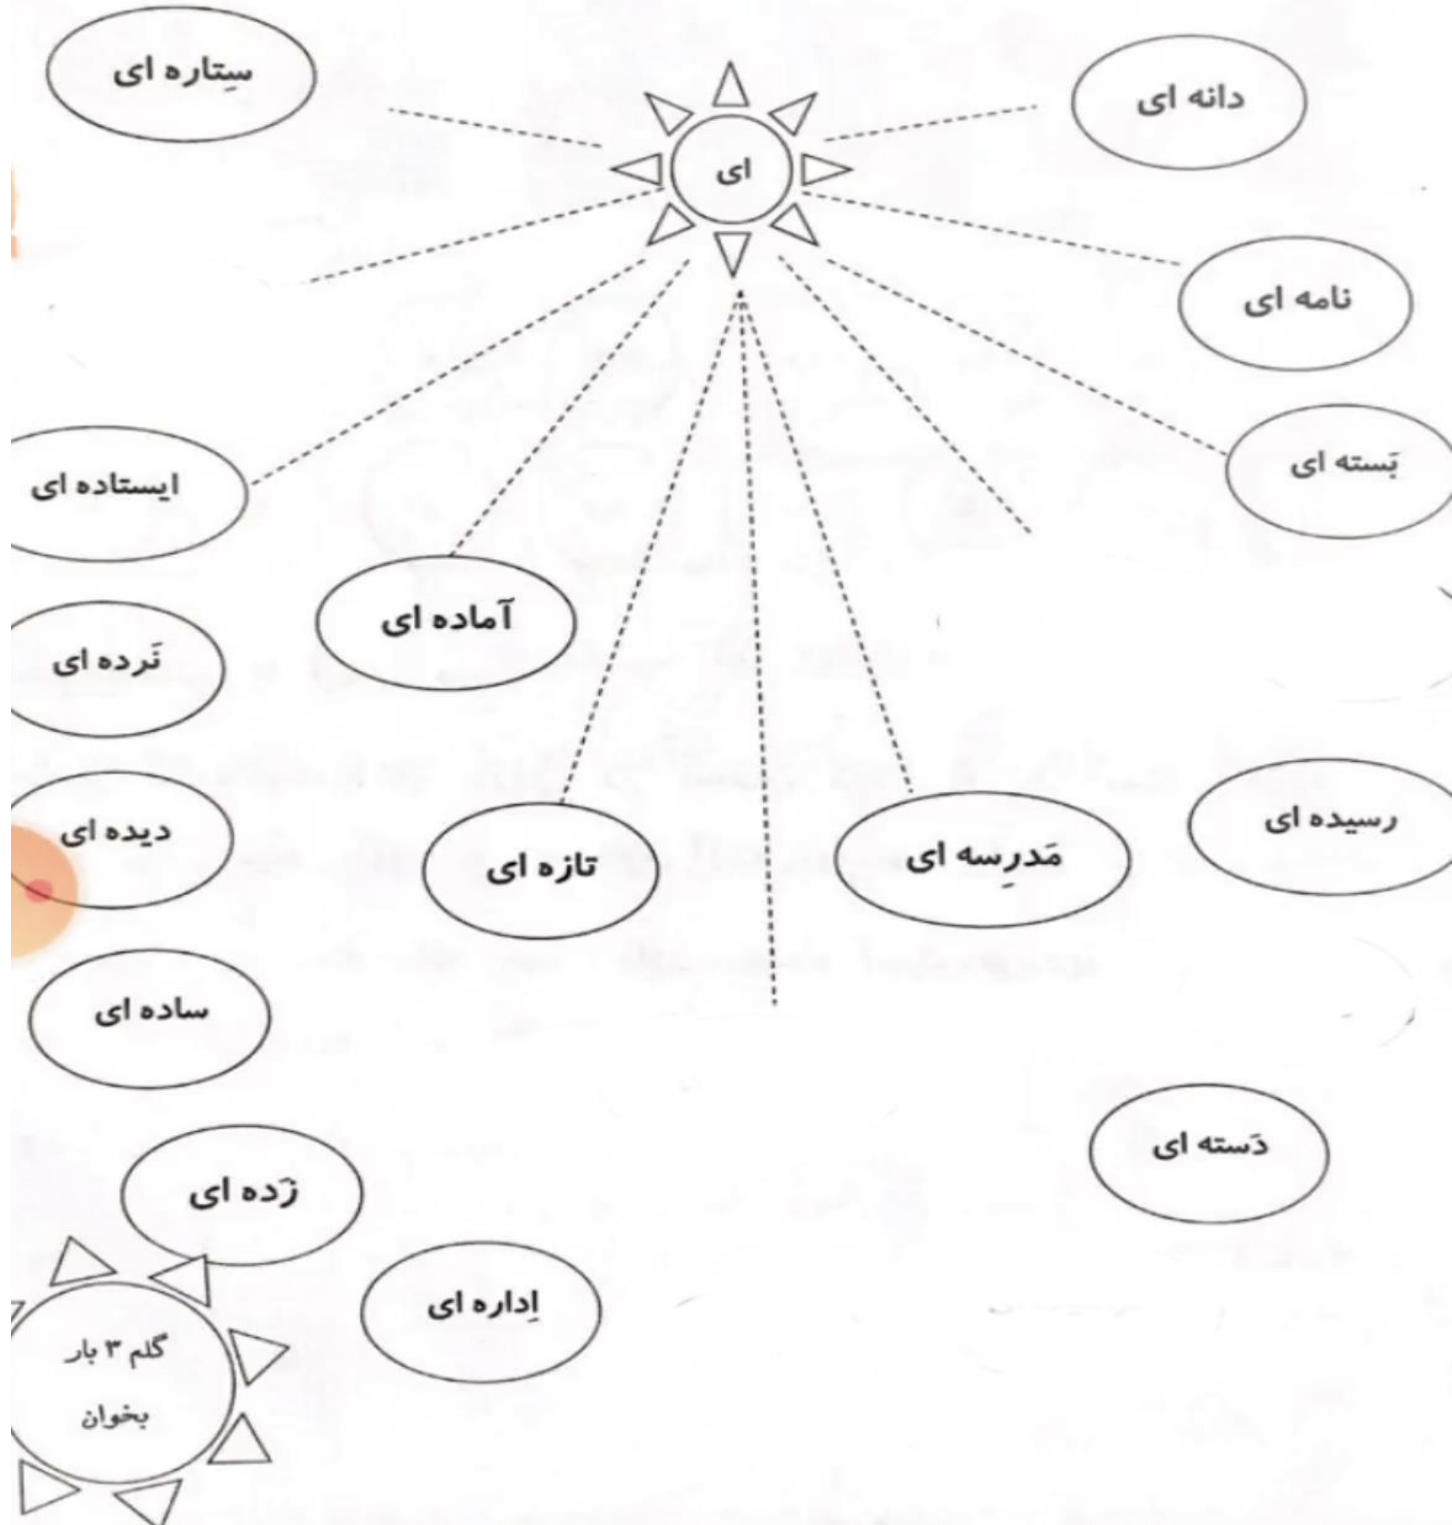 دانه ای
سِتاره ای
ای
نامه ای
بَسته ای
ایستاده ای
آماده ای
نَرده ای
رسیده ای
دیده ای
مَدرِسه ای
تازه ای
ساده ای
دَسته ای
زَده ای
اِداره ای
گلم ۳ بار
بخوان